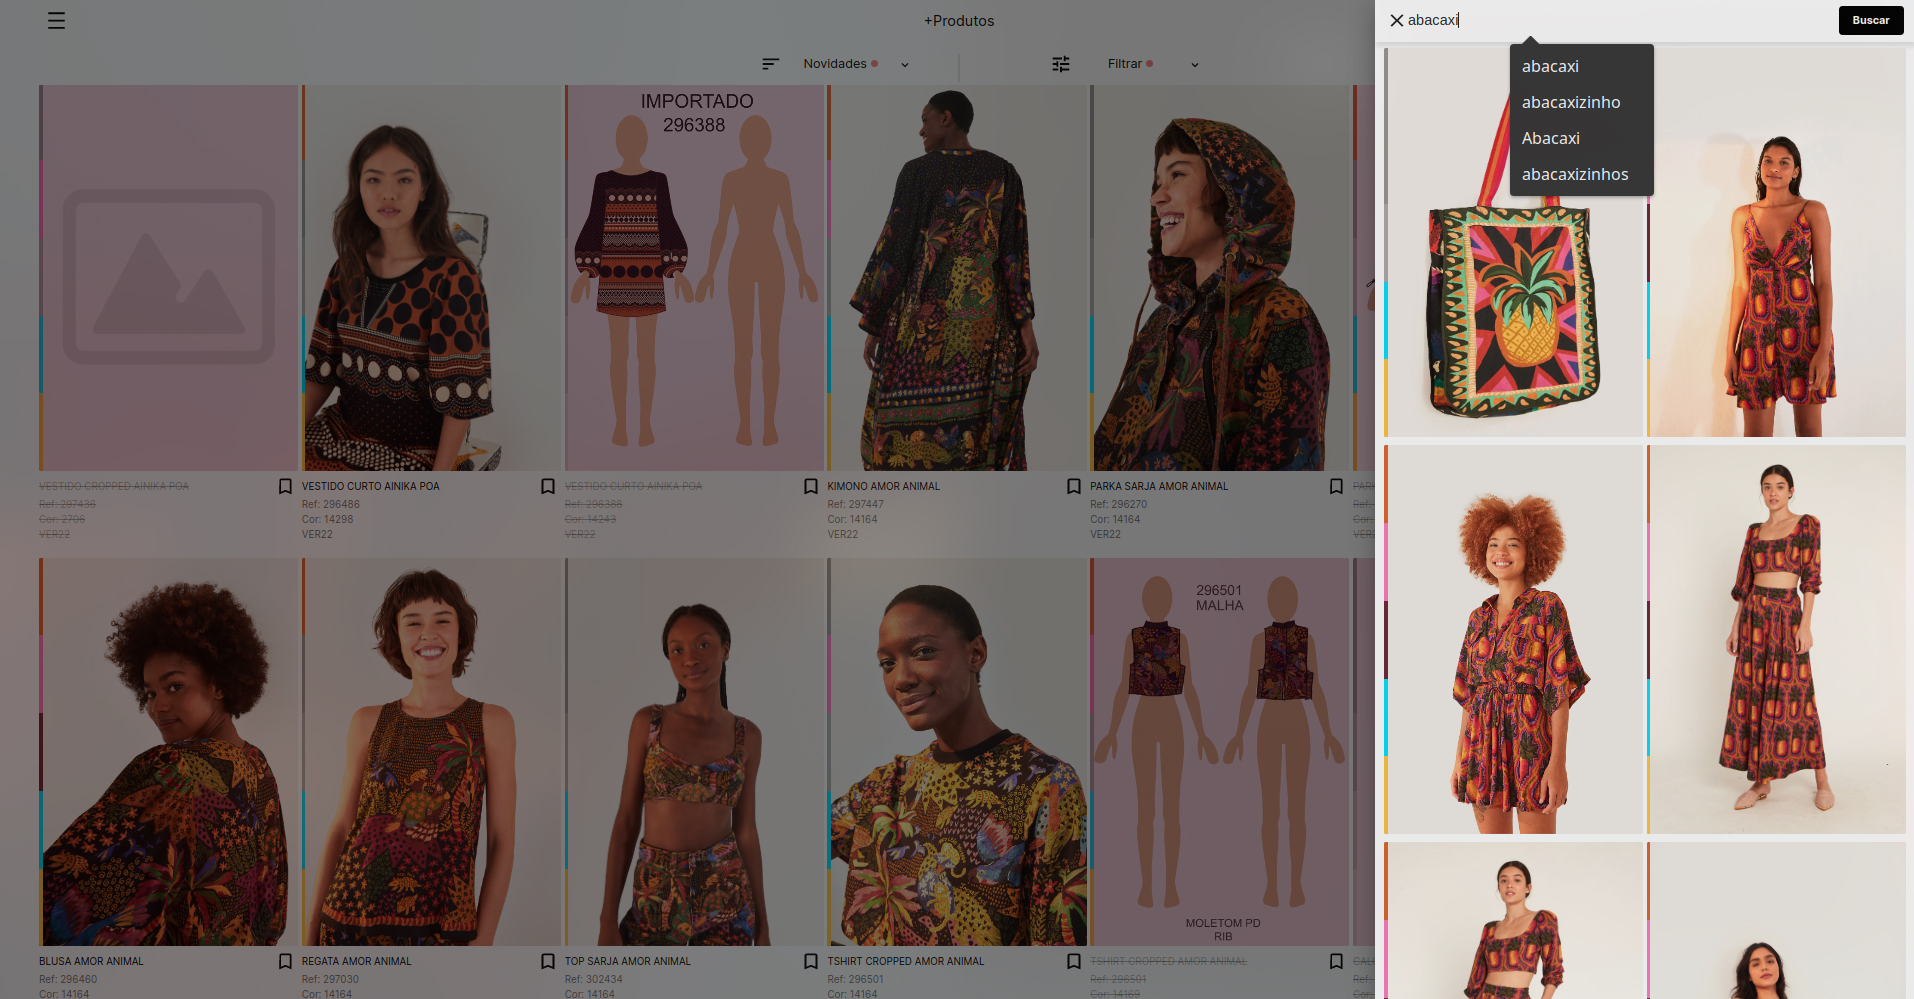 +Produtos
Novidades
Filtrar
abacaxi
Buscar
abacaxi
abacaxizinho
Abacaxi
abacaxizinhos
IMPORTADO
296388
VESTIDO CROPPED AINIKA POA
Ref: 297436
Cor: 2706
VER22
VESTIDO CURTO AINIKA POA
Ref: 296486
Cor: 14298
VER22
VESTIDO CURTO AINIKA POA
Ref: 296388
Cor: 14243
VER22
KIMONO AMOR ANIMAL
Ref: 297447
Cor: 14164
VER22
PARKA SARJA AMOR ANIMAL
Ref: 296270
Cor: 14164
VER22
296501
MALHA
MOLETOM PD
RIB
BLUSA AMOR ANIMAL
Ref: 296460
Cor: 14164
REGATA AMOR ANIMAL
Ref: 297030
Cor: 14164
TOP SARJA AMOR ANIMAL
Ref: 302434
Cor: 14164
TSHIRT CROPPED AMOR ANIMAL
Ref: 296501
Cor: 14164
TSHIRT CROPPED AMOR ANIMAL
Ref: 296501
Cor: 14169